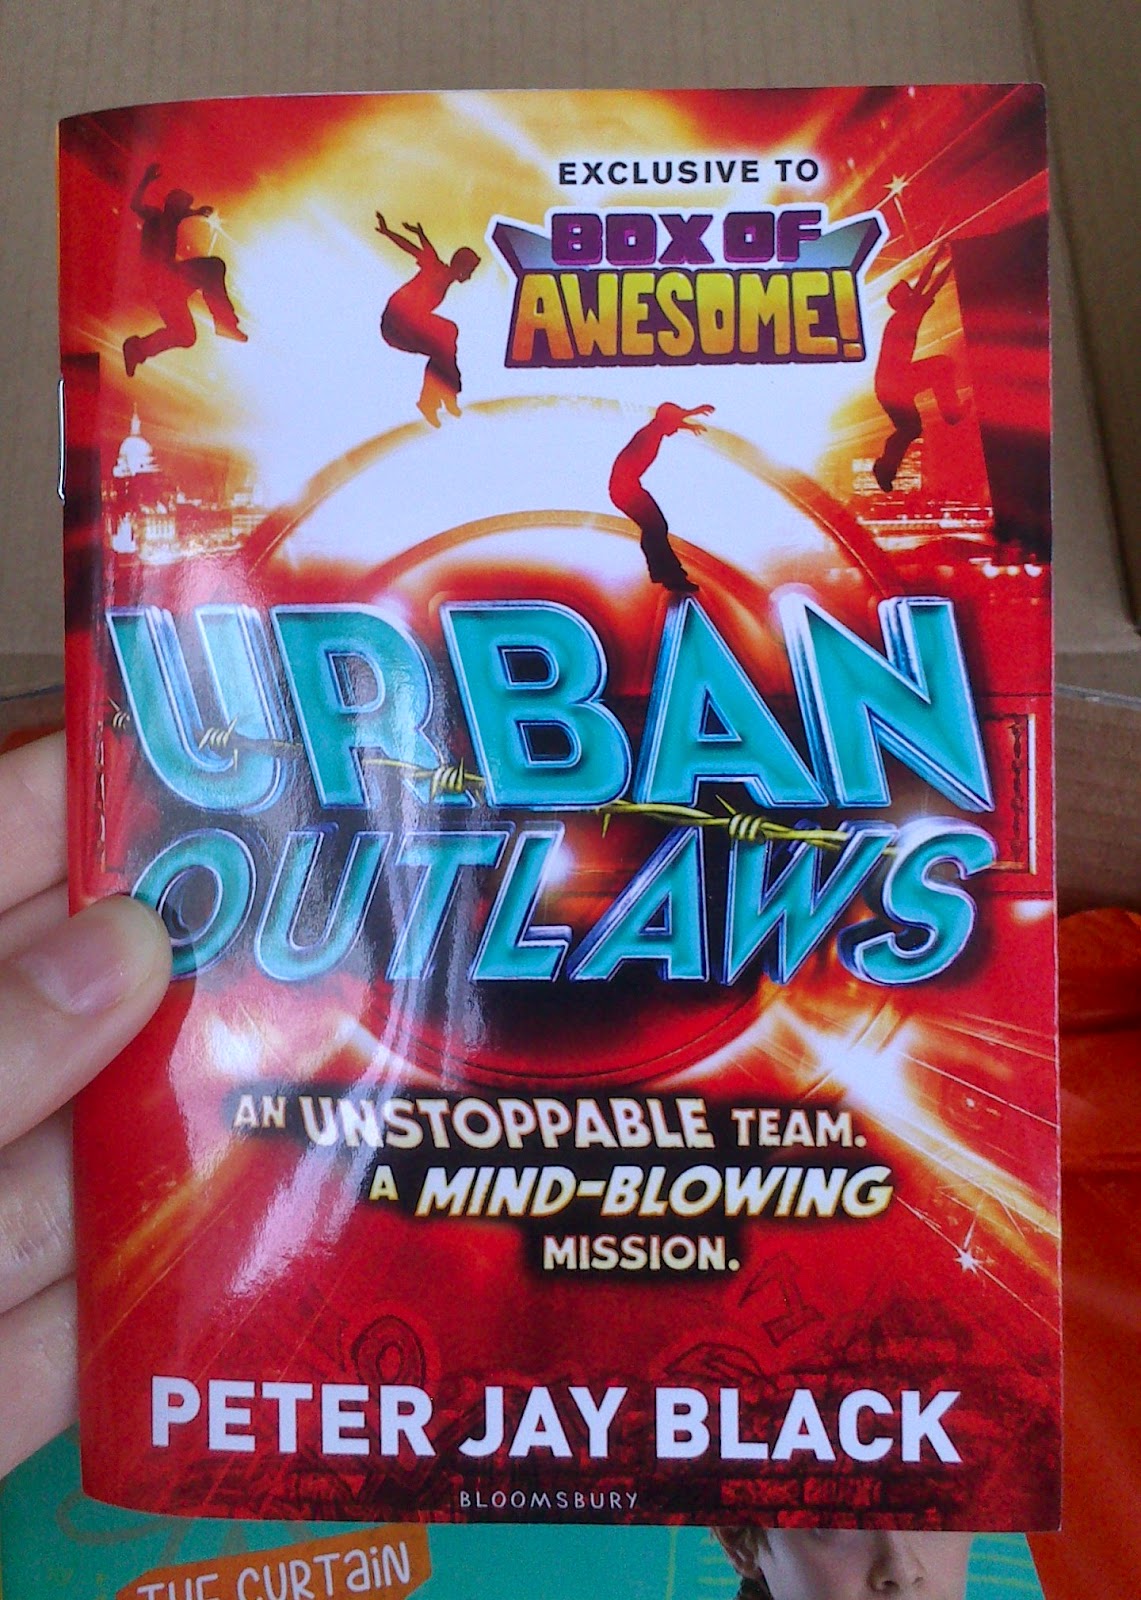 EXCLUSIVE TO
BOX OF
AWESOME!
URBAN
OUTLAWS
AN UNSTOPPABLE TEAM.
A MIND-BLOWING
MISSION.
PETER JAY BLACK
BLOOMSBURY
THE CURTAIN